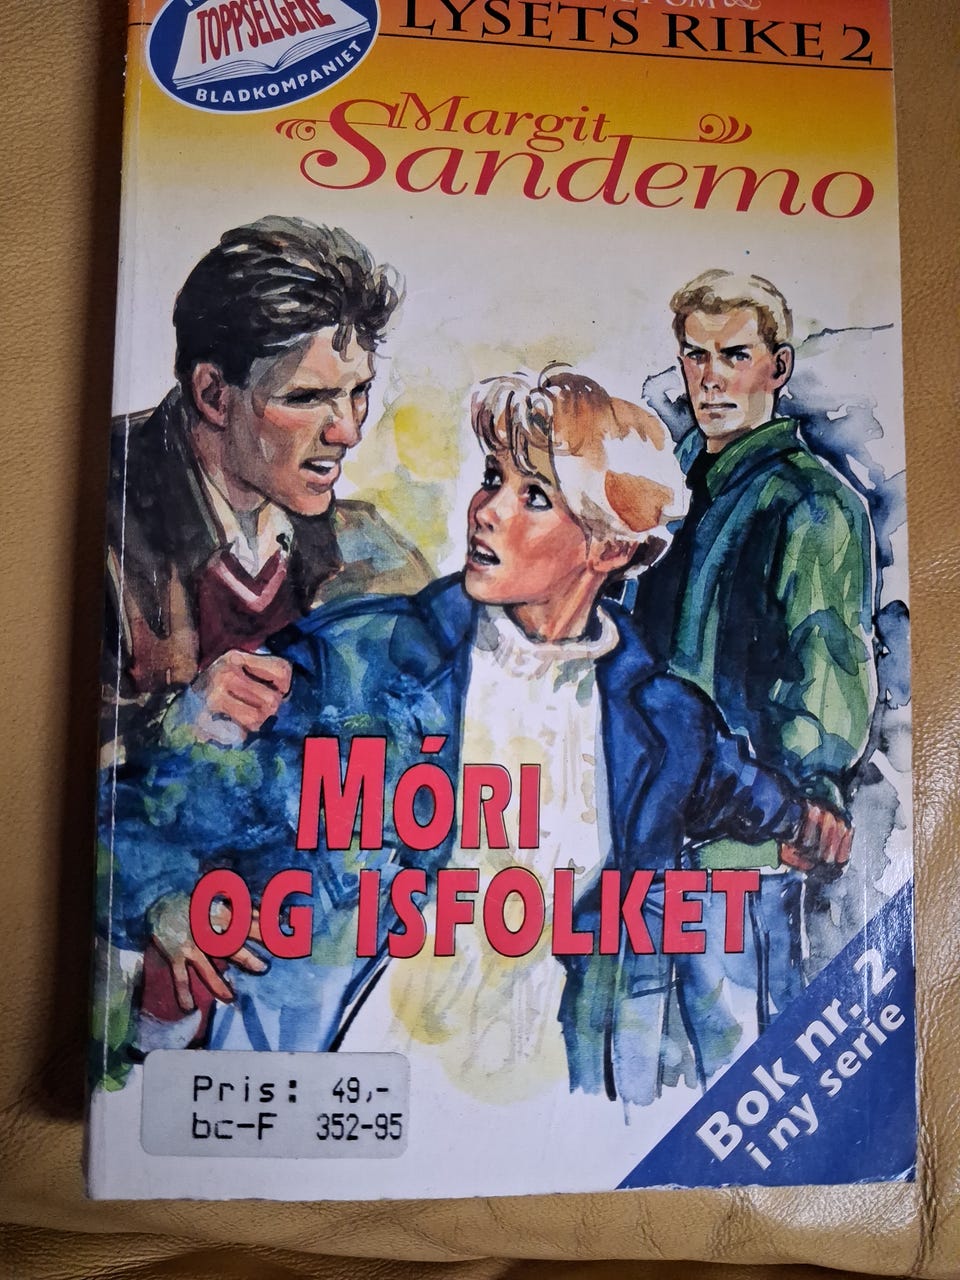 TOPPSELGERE
BLADKOMPANIET
OM &
LYSETS RIKE 2
Margit
Sandemo
MÓRI
OG ISFOLKET
Bok nr. 2
i ny serie
Pris: 49,-
bc-F 352-95